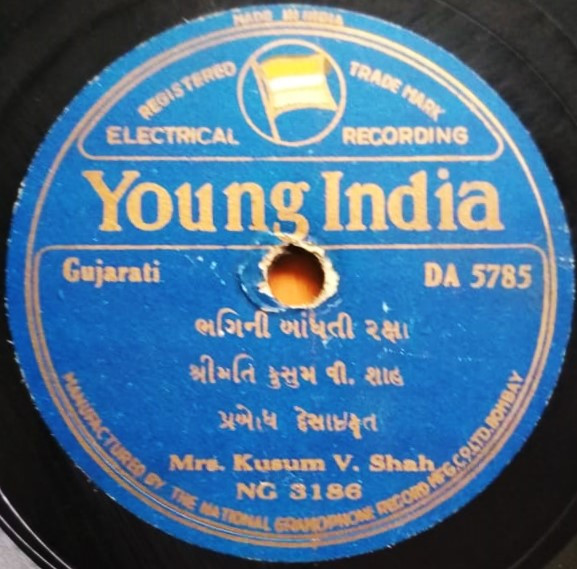 MADE IN INDIA
REGISTERED TRADE MARK
ELECTRICAL RECORDING
Young India
Gujarati DA 5785
ભગિની બાંધતી રક્ષા
શ્રીમતિ કુસુમ વી. શાહ
પ્રબોધ દેસાઇકૃત
Mrs. Kusum V. Shah
NG 3186
MANUFACTURED BY THE NATIONAL GRAMOPHONE RECORD MFG. CO. LTD. BOMBAY